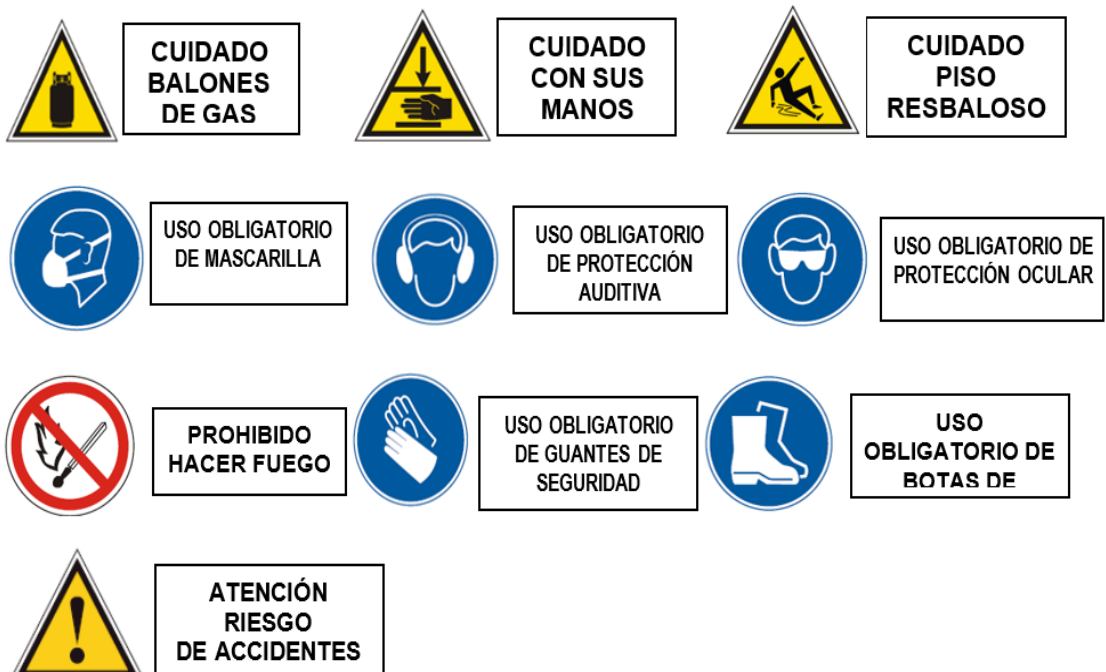 CUIDADO
BALONES
DE GAS
CUIDADO
CON SUS
MANOS
CUIDADO
PISO
RESBALOSO
USO OBLIGATORIO
DE MASCARILLA
USO OBLIGATORIO
DE PROTECCIÓN
AUDITIVA
USO OBLIGATORIO DE
PROTECCIÓN OCULAR
PROHIBIDO
HACER FUEGO
USO OBLIGATORIO
DE GUANTES DE
SEGURIDAD
USO
OBLIGATORIO DE
BOTAS DE
ATENCIÓN
RIESGO
DE ACCIDENTES